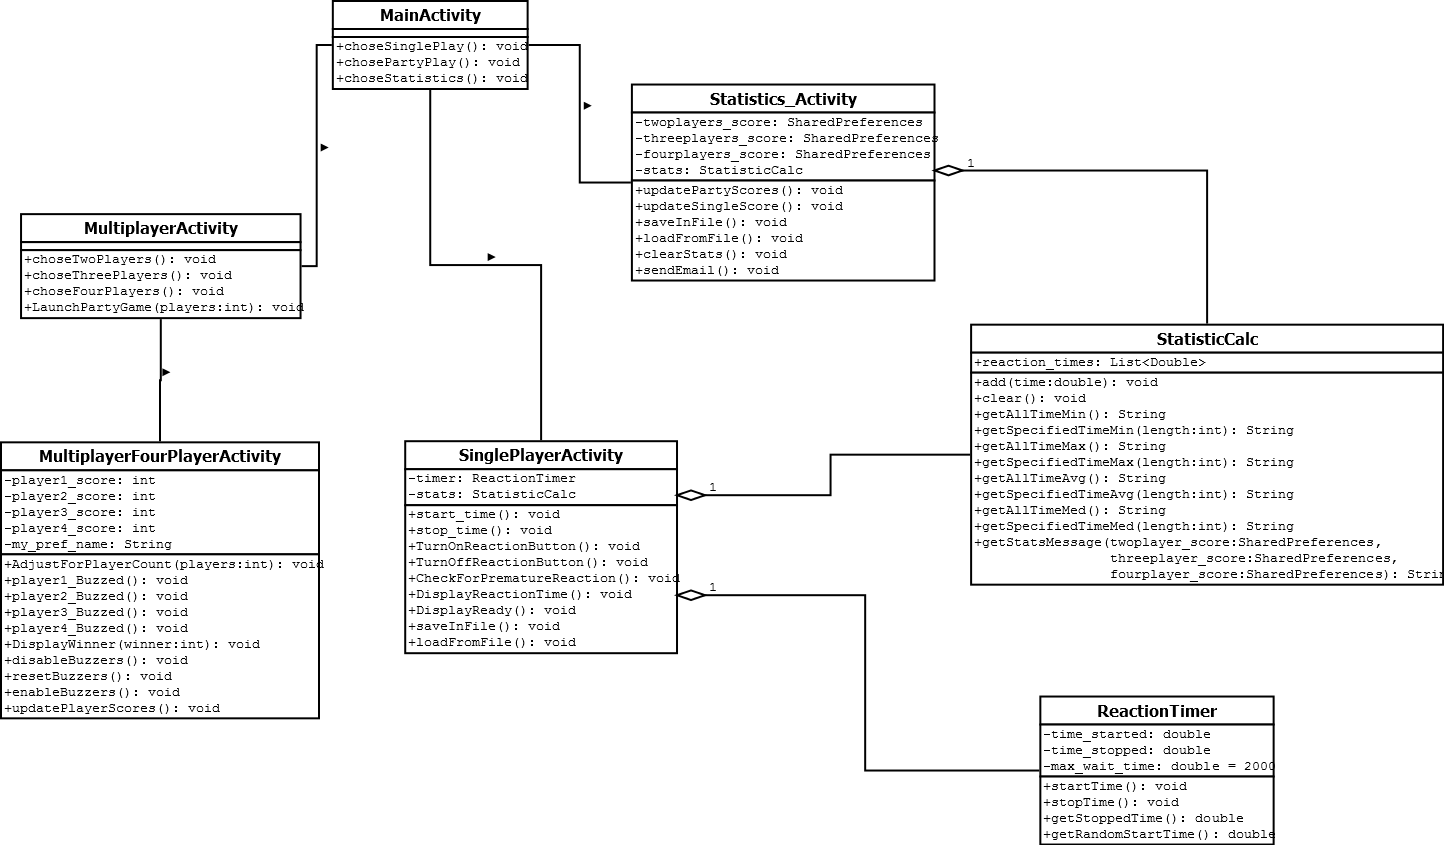 MainActivity
+choseSinglePlay(): void
+chosePartyPlay(): void
+choseStatistics(): void
Statistics_Activity
-twoplayers_score: SharedPreferences
-threeplayers_score: SharedPreferences
-fourplayers_score: SharedPreferences
-stats: StatisticCalc
+updatePartyScores(): void
+updateSingleScore(): void
+saveInFile(): void
+loadFromFile(): void
+clearStats(): void
+sendEmail(): void
1
MultiplayerActivity
+choseTwoPlayers(): void
+choseThreePlayers(): void
+choseFourPlayers(): void
+LaunchPartyGame(players:int): void
StatisticCalc
+reaction_times: List<Double>
+add(time:double): void
+clear(): void
+getAllTimeMin(): String
+getSpecifiedTimeMin(length:int): String
+getAllTimeMax(): String
+getSpecifiedTimeMax(length:int): String
+getAllTimeAvg(): String
+getSpecifiedTimeAvg(length:int): String
+getAllTimeMed(): String
+getSpecifiedTimeMed(length:int): String
+getStatsMessage(twoplayer_score:SharedPreferences,
threeplayer_score:SharedPreferences,
fourplayer_score:SharedPreferences): Strin
MultiplayerFourPlayerActivity
-player1_score: int
-player2_score: int
-player3_score: int
-player4_score: int
-my_pref_name: String
+AdjustForPlayerCount(players:int): void
+player1_Buzzed(): void
+player2_Buzzed(): void
+player3_Buzzed(): void
+player4_Buzzed(): void
+DisplayWinner(winner:int): void
+disableBuzzers(): void
+resetBuzzers(): void
+enableBuzzers(): void
+updatePlayerScores(): void
SinglePlayerActivity
-timer: ReactionTimer
-stats: StatisticCalc
+start_time(): void
+stop_time(): void
+TurnOnReactionButton(): void
+TurnOffReactionButton(): void
+CheckForPrematureReaction(): void
+DisplayReactionTime(): void
+DisplayReady(): void
+saveInFile(): void
+loadFromFile(): void
1
1
ReactionTimer
-time_started: double
-time_stopped: double
-max_wait_time: double = 2000
+startTime(): void
+stopTime(): void
+getStoppedTime(): double
+getRandomStartTime(): double